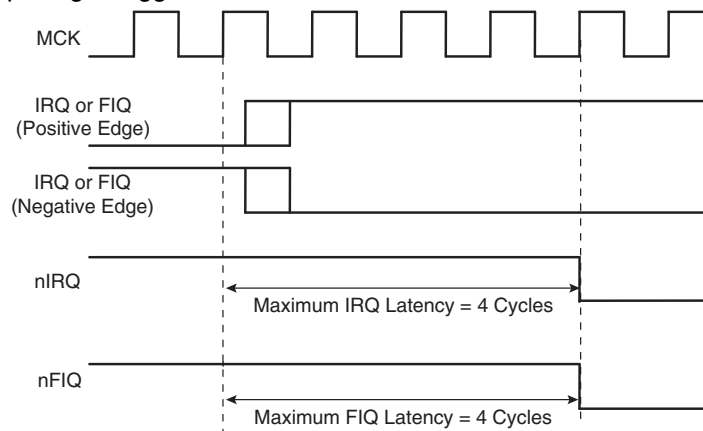 MCK
IRQ or FIQ
(Positive Edge)
IRQ or FIQ
(Negative Edge)
nIRQ
Maximum IRQ Latency = 4 Cycles
nFIQ
Maximum FIQ Latency = 4 Cycles